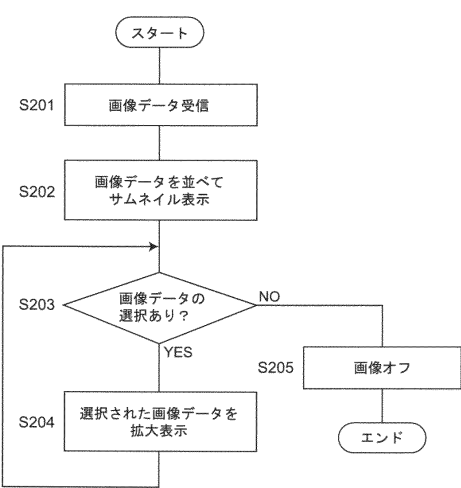 スタート
S201
画像データ受信
S202
画像データを並べて
サムネイル表示
S203
画像データの
選択あり？
NO
YES
S205
画像オフ
S204
選択された画像データを
拡大表示
エンド